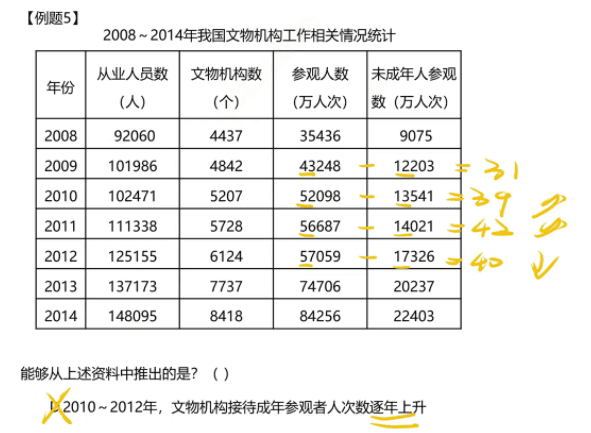 【例题5】
2008～2014年我国文物机构工作相关情况统计
年份 从业人员数（人） 文物机构数（个） 参观人数（万人次） 未成年人参观数（万人次）
2008 92060 4437 35436 9075
2009 101986 4842 43248 - 12203 = 31
2010 102471 5207 52098 - 13541 = 39
2011 111338 5728 56687 - 14021 = 42
2012 125155 6124 57059 - 17326 = 40 ↓
2013 137173 7737 74706 20237
2014 148095 8418 84256 22403
能够从上述资料中推出的是？（ ）
2010～2012年，文物机构接待成年参观者人次数逐年上升